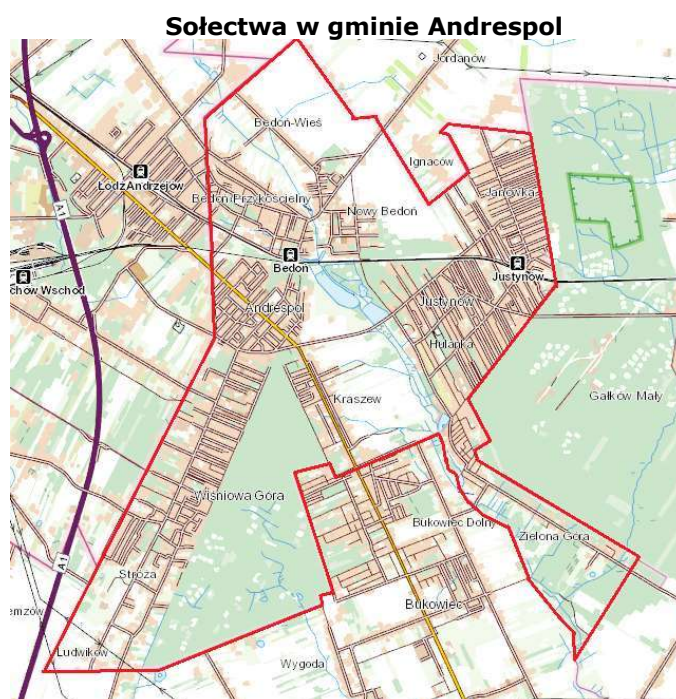 Sołectwa w gminie Andrespol
Jordanów
Bedoń-Wieś
Ignaców
Łódź Andrzejów
Bedoń Przykościelny
Janówka
Nowy Bedoń
A1
Bedoń
Justynów
chów Wschód
Andrespol
Justynów
Hulanka
Kraszew
Gałków Mały
Wiśniowa Góra
Bukowiec Dolny
Zielona Góra
A1
Stróża
Bukowiec
emzów
Ludwików
Wygoda